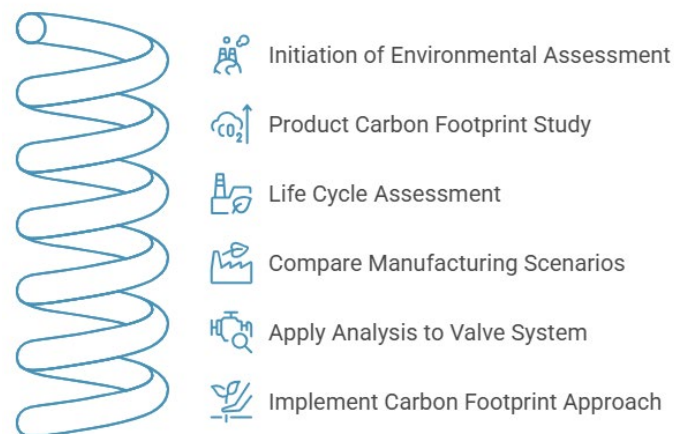 Initiation of Environmental Assessment
CO2
Product Carbon Footprint Study
Life Cycle Assessment
Compare Manufacturing Scenarios
Apply Analysis to Valve System
Implement Carbon Footprint Approach